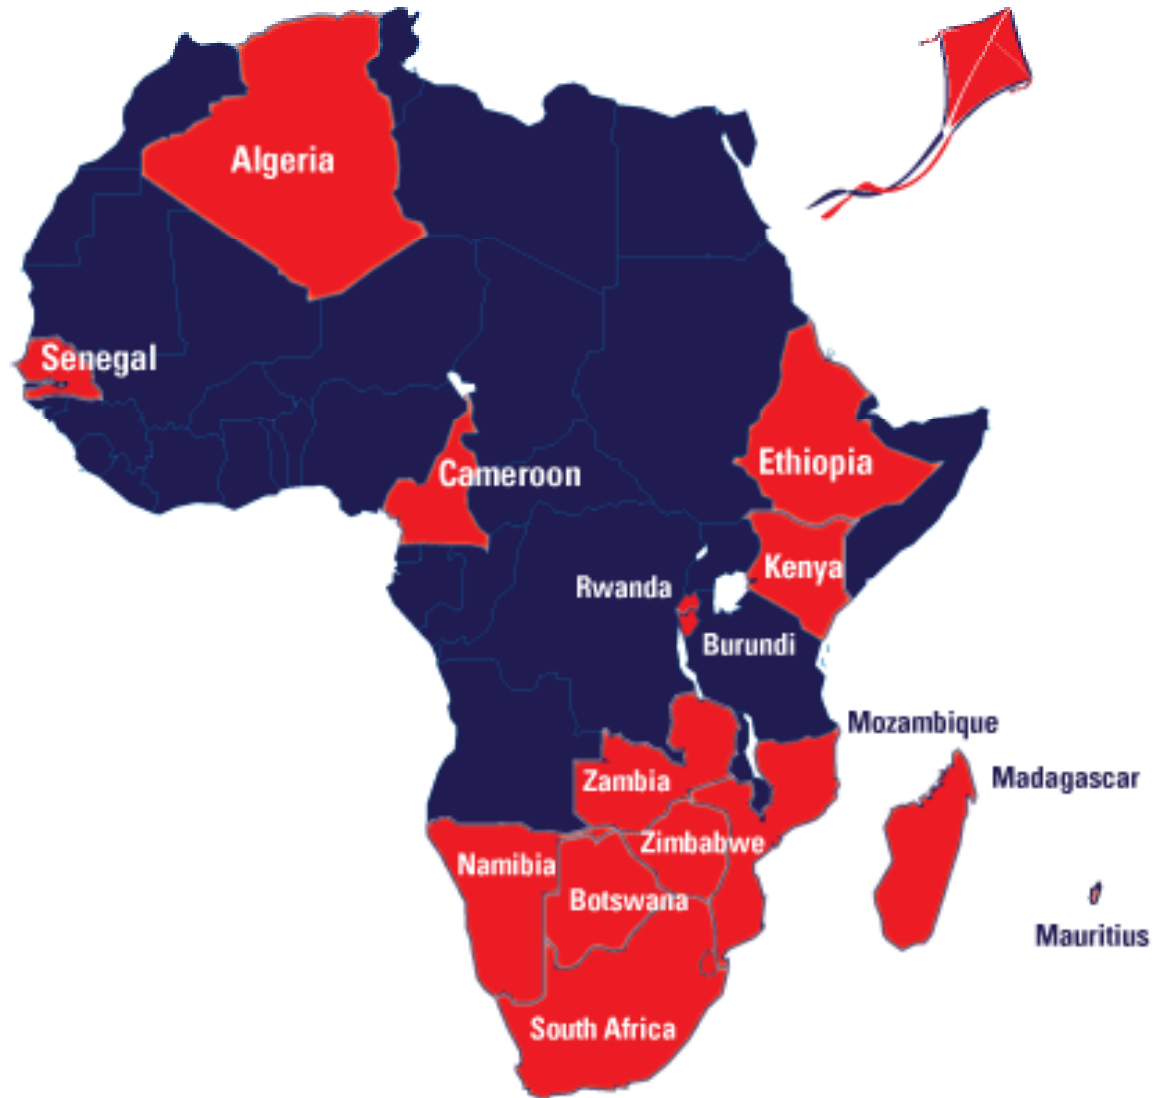 Algeria
Senegal
Ethiopia
Cameroon
Kenya
Rwanda
Burundi
Mozambique
Madagascar
Zambia
Zimbabwe
Namibia
Botswana
Mauritius
South Africa